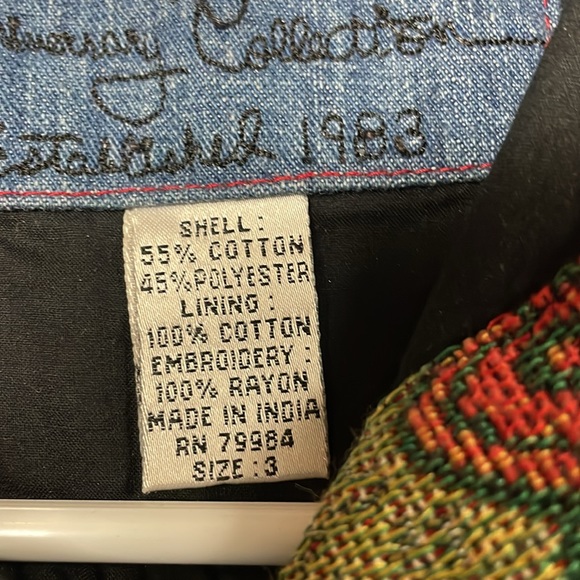 Collection
Established 1983
SHELL :
55% COTTON
45% POLYESTER
LINING :
100% COTTON
EMBROIDERY :
100% RAYON
MADE IN INDIA
RN 79984
SIZE : 3